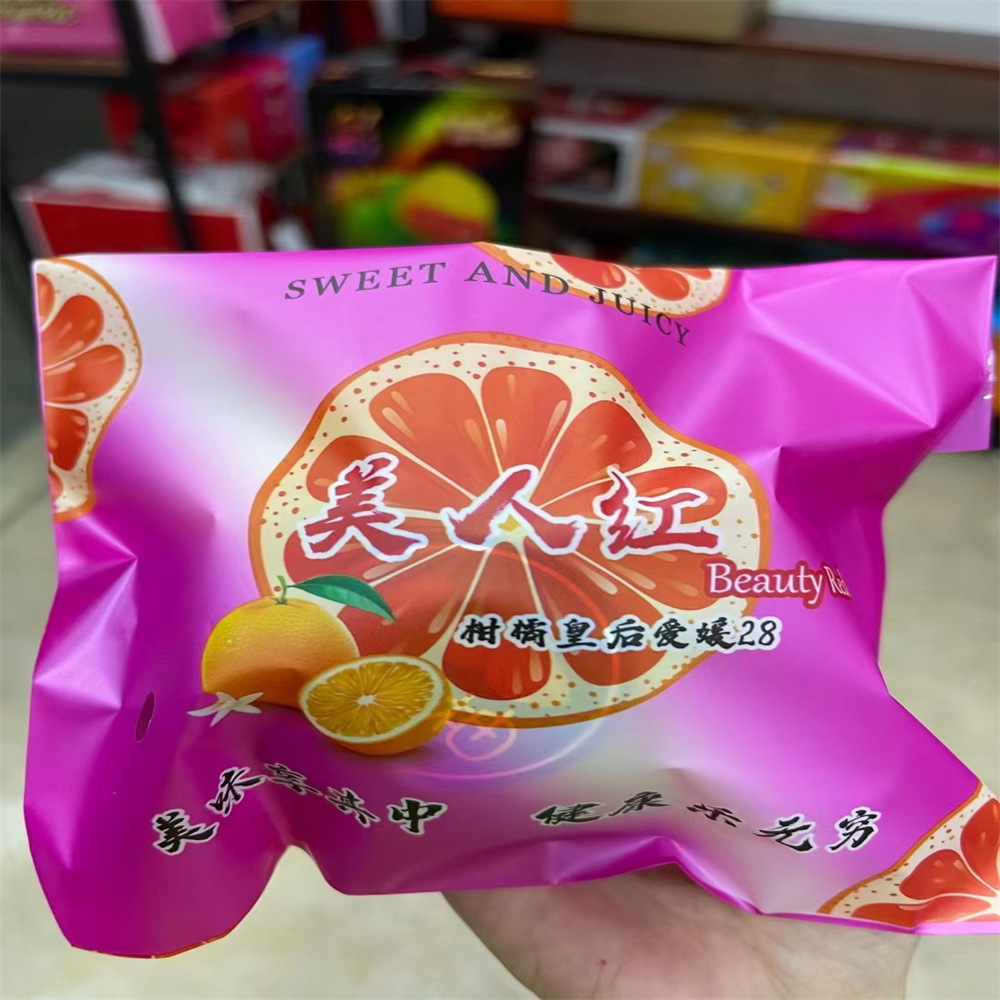 SWEET AND JUICY
美人红
Beauty
柑橘皇后爱媛28
美味寓其中 健康乐无穷